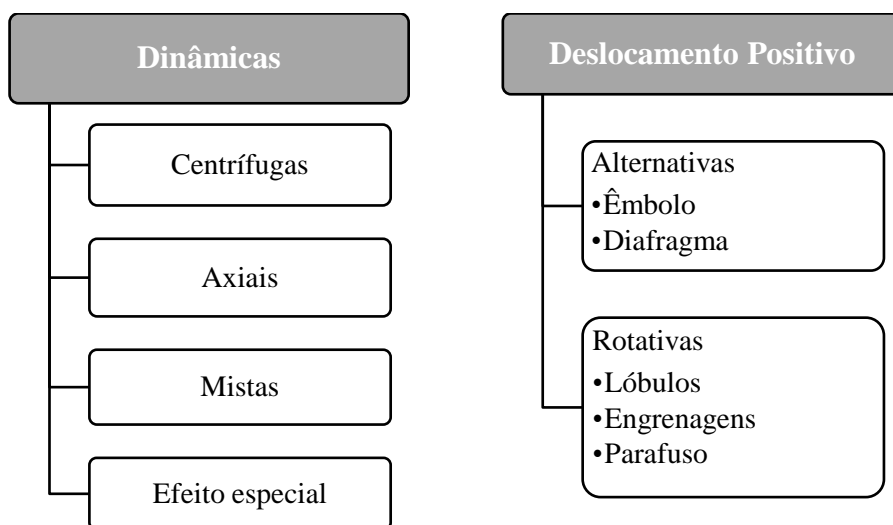 Dinâmicas
Centrífugas
Axiais
Mistas
Efeito especial
Deslocamento Positivo
Alternativas
•Êmbolo
•Diafragma
Rotativas
•Lóbulos
•Engrenagens
•Parafuso